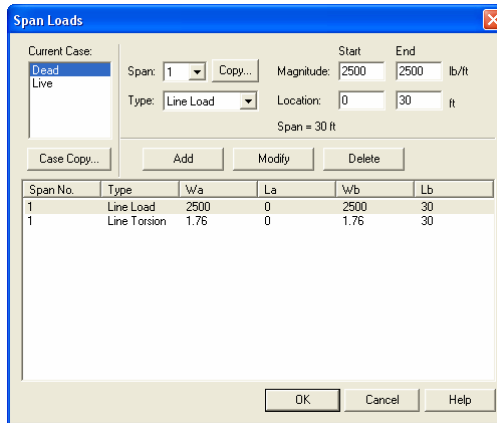 Span Loads
Current Case:
Dead
Live
Case Copy...
Span: 1 Copy...
Type: Line Load
Start End
Magnitude: 2500 2500 lb/ft
Location: 0 30 ft
Span = 30 ft
Add Modify Delete
Span No. Type Wa La Wb Lb
1 Line Load 2500 0 2500 30
1 Line Torsion 1.76 0 1.76 30
OK Cancel Help